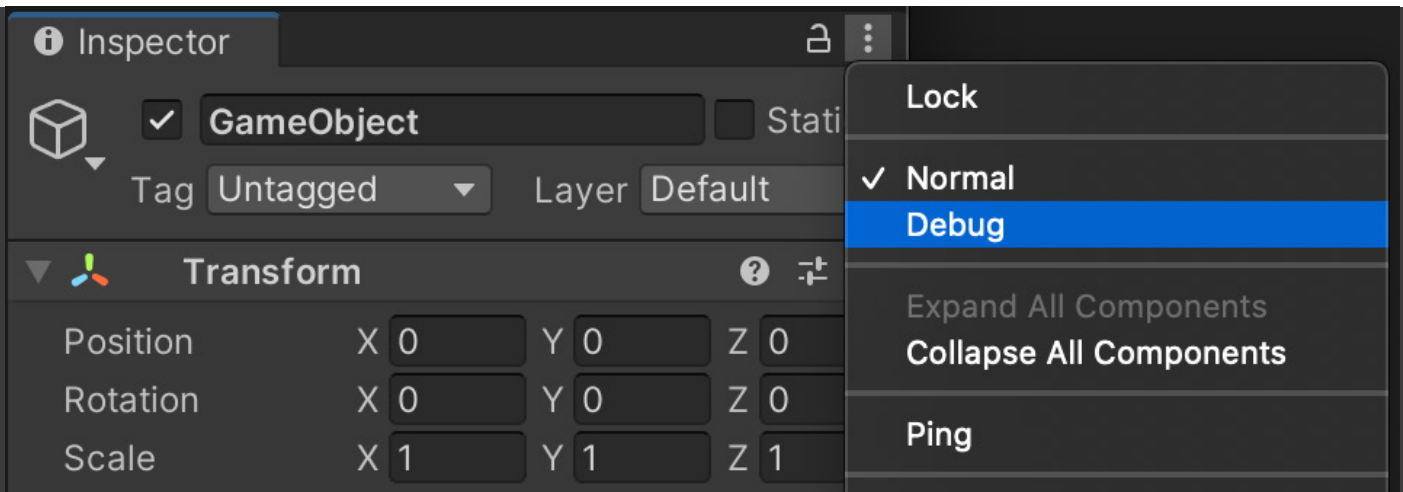 Inspector
GameObject
Stati
Tag Untagged Layer Default
Transform
Position X 0 Y 0 Z 0
Rotation X 0 Y 0 Z 0
Scale X 1 Y 1 Z 1
Lock
Normal
Debug
Expand All Components
Collapse All Components
Ping